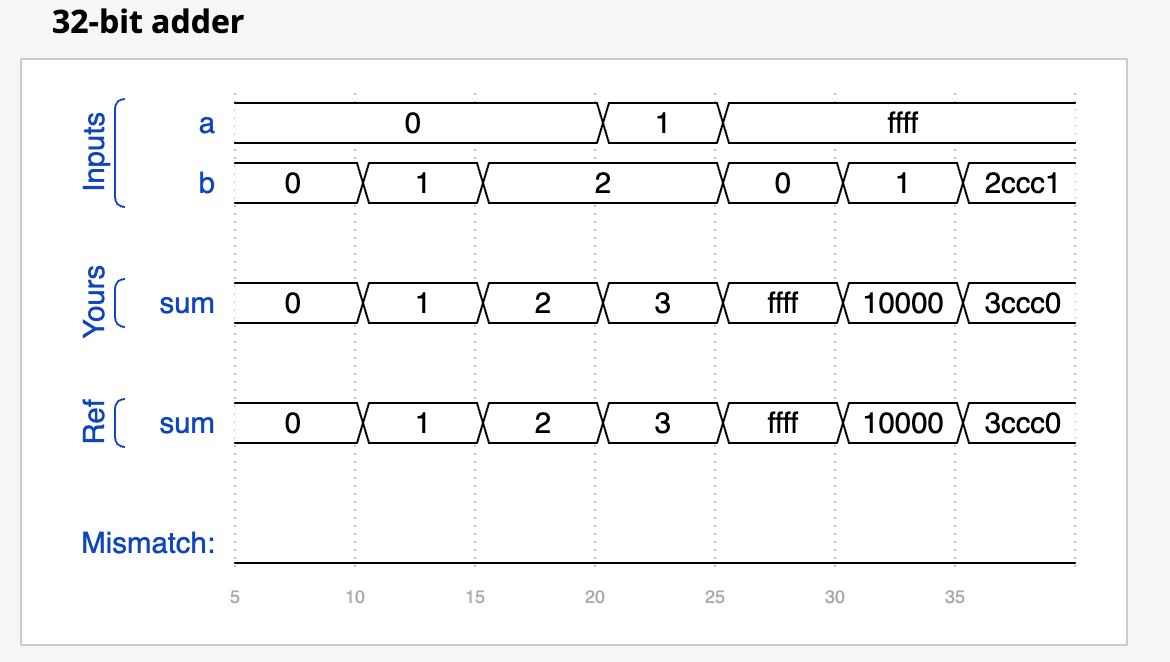 32-bit adder
Inputs
a 0 1 ffff
b 0 1 2 0 1 2ccc1
Yours
sum 0 1 2 3 ffff 10000 3ccc0
Ref
sum 0 1 2 3 ffff 10000 3ccc0
Mismatch:
5 10 15 20 25 30 35